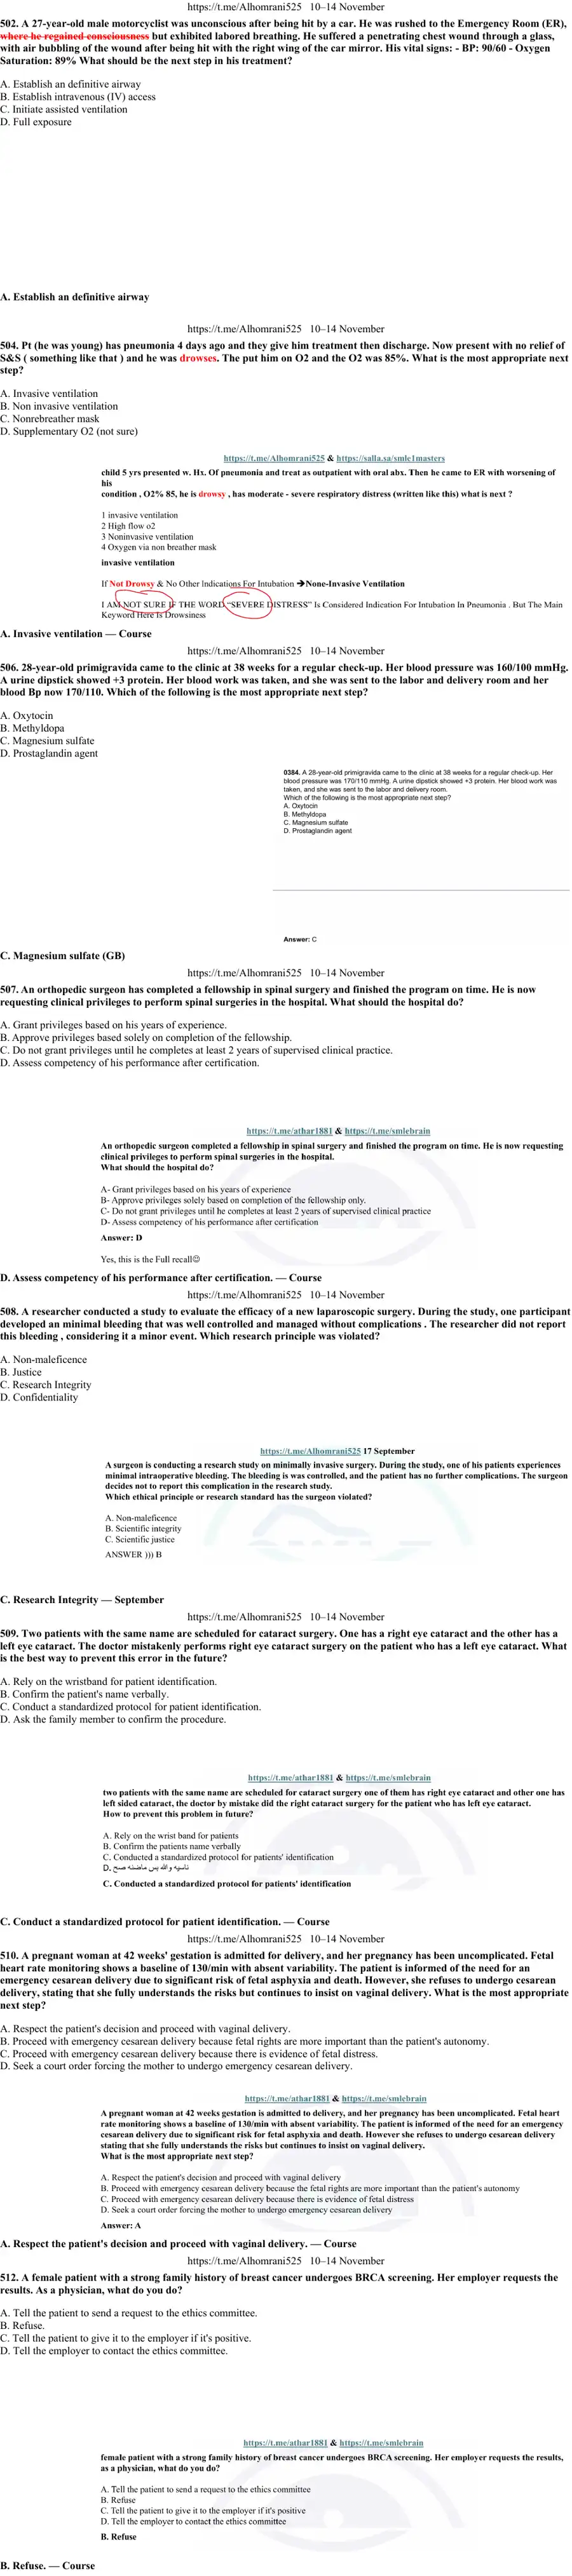 https://t.me/Alhomrani525 10–14 November
502. A 27-year-old male motorcyclist was unconscious after being hit by a car. He was rushed to the Emergency Room (ER),
where he regained consciousness but exhibited labored breathing. He suffered a penetrating chest wound through a glass,
with air bubbling of the wound after being hit with the right wing of the car mirror. His vital signs: - BP: 90/60 - Oxygen
Saturation: 89% What should be the next step in his treatment?
A. Establish an definitive airway
B. Establish intravenous (IV) access
C. Initiate assisted ventilation
D. Full exposure
A. Establish an definitive airway
https://t.me/Alhomrani525 10–14 November
504. Pt (he was young) has pneumonia 4 days ago and they give him treatment then discharge. Now present with no relief of
S&S ( something like that ) and he was drowses. The put him on O2 and the O2 was 85%. What is the most appropriate next
step?
A. Invasive ventilation
B. Non invasive ventilation
C. Nonrebreather mask
D. Supplementary O2 (not sure)
https://t.me/Alhomrani525 & https://salla.sa/smle1masters
child 5 yrs presented w. Hx. Of pneumonia and treat as outpatient with oral abx. Then he came to ER with worsening of
his
condition , O2% 85, he is drowsy , has moderate - severe respiratory distress (written like this) what is next ?
1 invasive ventilation
2 High flow o2
3 Noninvasive ventilation
4 Oxygen via non breather mask
invasive ventilation
If Not Drowsy & No Other Indications For Intubation ➔None-Invasive Ventilation
I AM NOT SURE IF THE WORD "SEVERE DISTRESS" Is Considered Indication For Intubation In Pneumonia . But The Main
Keyword Here Is Drowsiness
A. Invasive ventilation — Course
https://t.me/Alhomrani525 10–14 November
506. 28-year-old primigravida came to the clinic at 38 weeks for a regular check-up. Her blood pressure was 160/100 mmHg.
A urine dipstick showed +3 protein. Her blood work was taken, and she was sent to the labor and delivery room and her
blood Bp now 170/110. Which of the following is the most appropriate next step?
A. Oxytocin
B. Methyldopa
C. Magnesium sulfate
D. Prostaglandin agent
0384. A 28-year-old primigravida came to the clinic at 38 weeks for a regular check-up. Her
blood pressure was 170/110 mmHg. A urine dipstick showed +3 protein. Her blood work was
taken, and she was sent to the labor and delivery room.
Which of the following is the most appropriate next step?
A. Oxytocin
B. Methyldopa
C. Magnesium sulfate
D. Prostaglandin agent
Answer: C
C. Magnesium sulfate (GB)
https://t.me/Alhomrani525 10–14 November
507. An orthopedic surgeon has completed a fellowship in spinal surgery and finished the program on time. He is now
requesting clinical privileges to perform spinal surgeries in the hospital. What should the hospital do?
A. Grant privileges based on his years of experience.
B. Approve privileges based solely on completion of the fellowship.
C. Do not grant privileges until he completes at least 2 years of supervised clinical practice.
D. Assess competency of his performance after certification.
https://t.me/athar1881 & https://t.me/smlebrain
An orthopedic surgeon completed a fellowship in spinal surgery and finished the program on time. He is now requesting
clinical privileges to perform spinal surgeries in the hospital.
What should the hospital do?
A- Grant privileges based on his years of experience
B- Approve privileges solely based on completion of the fellowship only.
C- Do not grant privileges until he completes at least 2 years of supervised clinical practice
D- Assess competency of his performance after certification
Answer: D
Yes, this is the Full recall☺
D. Assess competency of his performance after certification. — Course
https://t.me/Alhomrani525 10–14 November
508. A researcher conducted a study to evaluate the efficacy of a new laparoscopic surgery. During the study, one participant
developed an minimal bleeding that was well controlled and managed without complications . The researcher did not report
this bleeding , considering it a minor event. Which research principle was violated?
A. Non-maleficence
B. Justice
C. Research Integrity
D. Confidentiality
https://t.me/Alhomrani525 17 September
A surgeon is conducting a research study on minimally invasive surgery. During the study, one of his patients experiences
minimal intraoperative bleeding. The bleeding is was controlled, and the patient has no further complications. The surgeon
decides not to report this complication in the research study.
Which ethical principle or research standard has the surgeon violated?
A. Non-maleficence
B. Scientific integrity
C. Scientific justice
ANSWER ))) B
C. Research Integrity — September
https://t.me/Alhomrani525 10–14 November
509. Two patients with the same name are scheduled for cataract surgery. One has a right eye cataract and the other has a
left eye cataract. The doctor mistakenly performs right eye cataract surgery on the patient who has a left eye cataract. What
is the best way to prevent this error in the future?
A. Rely on the wristband for patient identification.
B. Confirm the patient's name verbally.
C. Conduct a standardized protocol for patient identification.
D. Ask the family member to confirm the procedure.
https://t.me/athar1881 & https://t.me/smlebrain
two patients with the same name are scheduled for cataract surgery one of them has right eye cataract and other one has
left sided cataract, the doctor by mistake did the right cataract surgery for the patient who has left eye cataract.
How to prevent this problem in future?
A. Rely on the wrist band for patients
B. Confirm the patients name verbally
C. Conducted a standardized protocol for patients' identification
D. ناسيه والله بس ماضنه صح
C. Conducted a standardized protocol for patients' identification
C. Conduct a standardized protocol for patient identification. — Course
https://t.me/Alhomrani525 10–14 November
510. A pregnant woman at 42 weeks' gestation is admitted for delivery, and her pregnancy has been uncomplicated. Fetal
heart rate monitoring shows a baseline of 130/min with absent variability. The patient is informed of the need for an
emergency cesarean delivery due to significant risk of fetal asphyxia and death. However, she refuses to undergo cesarean
delivery, stating that she fully understands the risks but continues to insist on vaginal delivery. What is the most appropriate
next step?
A. Respect the patient's decision and proceed with vaginal delivery.
B. Proceed with emergency cesarean delivery because fetal rights are more important than the patient's autonomy.
C. Proceed with emergency cesarean delivery because there is evidence of fetal distress.
D. Seek a court order forcing the mother to undergo emergency cesarean delivery.
https://t.me/athar1881 & https://t.me/smlebrain
A pregnant woman at 42 weeks gestation is admitted to delivery, and her pregnancy has been uncomplicated. Fetal heart
rate monitoring shows a baseline of 130/min with absent variability. The patient is informed of the need for an emergency
cesarean delivery due to significant risk for fetal asphyxia and death. However she refuses to undergo cesarean delivery
stating that she fully understands the risks but continues to insist on vaginal delivery.
What is the most appropriate next step?
A. Respect the patient's decision and proceed with vaginal delivery
B. Proceed with emergency cesarean delivery because the fetal rights are more important than the patient's autonomy
C. Proceed with emergency cesarean delivery because there is evidence of fetal distress
D. Seek a court order forcing the mother to undergo emergency cesarean delivery
Answer: A
A. Respect the patient's decision and proceed with vaginal delivery. — Course
https://t.me/Alhomrani525 10–14 November
512. A female patient with a strong family history of breast cancer undergoes BRCA screening. Her employer requests the
results. As a physician, what do you do?
A. Tell the patient to send a request to the ethics committee.
B. Refuse.
C. Tell the patient to give it to the employer if it's positive.
D. Tell the employer to contact the ethics committee.
https://t.me/athar1881 & https://t.me/smlebrain
female patient with a strong family history of breast cancer undergoes BRCA screening. Her employer requests the results,
as a physician, what do you do?
A. Tell the patient to send a request to the ethics committee
B. Refuse
C. Tell the patient to give it to the employer if it's positive
D. Tell the employer to contact the ethics committee
B. Refuse
B. Refuse. — Course